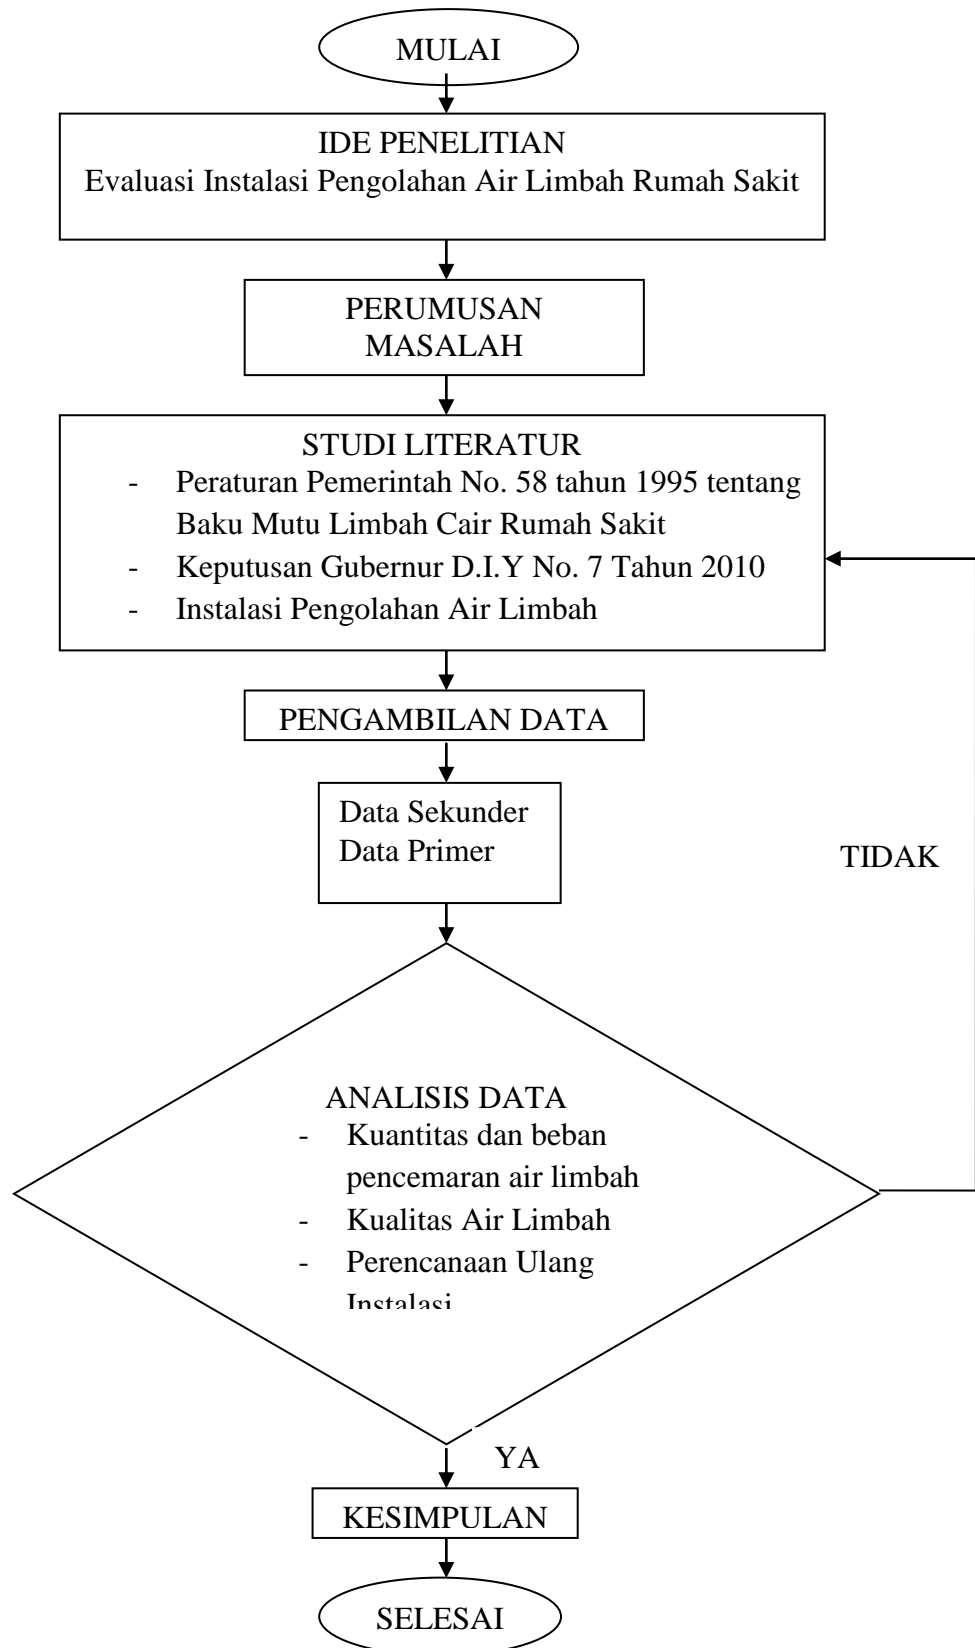 MULAI
IDE PENELITIAN
Evaluasi Instalasi Pengolahan Air Limbah Rumah Sakit
PERUMUSAN
MASALAH
STUDI LITERATUR
- Peraturan Pemerintah No. 58 tahun 1995 tentang
Baku Mutu Limbah Cair Rumah Sakit
- Keputusan Gubernur D.I.Y No. 7 Tahun 2010
- Instalasi Pengolahan Air Limbah
PENGAMBILAN DATA
Data Sekunder
Data Primer
TIDAK
ANALISIS DATA
- Kuantitas dan beban
pencemaran air limbah
- Kualitas Air Limbah
- Perencanaan Ulang
Instalasi
YA
KESIMPULAN
SELESAI